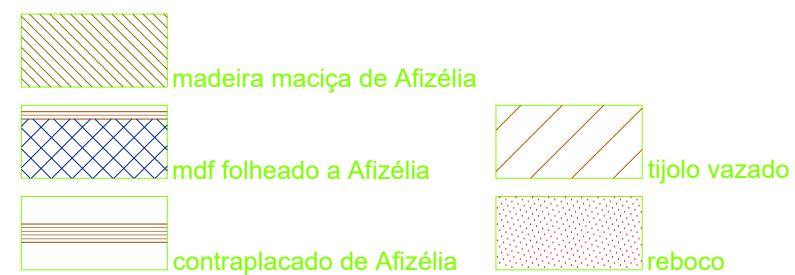 madeira maciça de Afizélia
mdf folheado a Afizélia
contraplacado de Afizélia
tijolo vazado
reboco